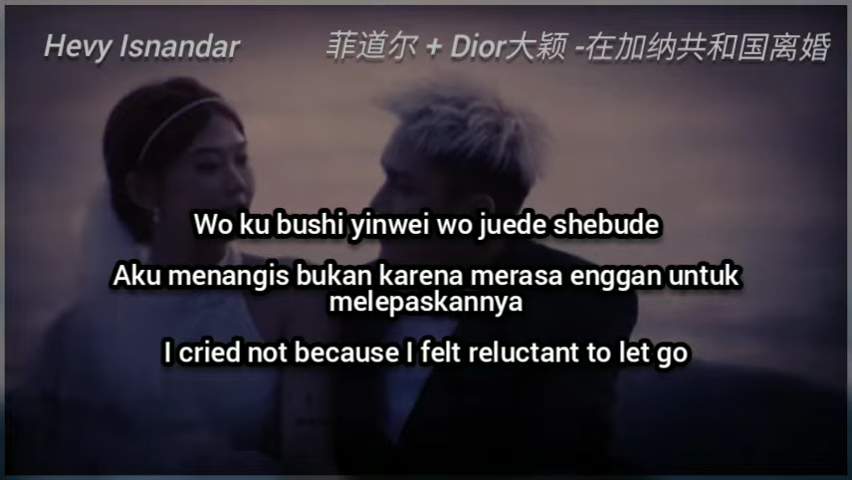 Hevy Isnandar
菲道尔 + Dior大颖 -在加纳共和国离婚
Wo ku bushi yinwei wo juede shebude
Aku menangis bukan karena merasa enggan untuk
melepaskannya
I cried not because I felt reluctant to let go